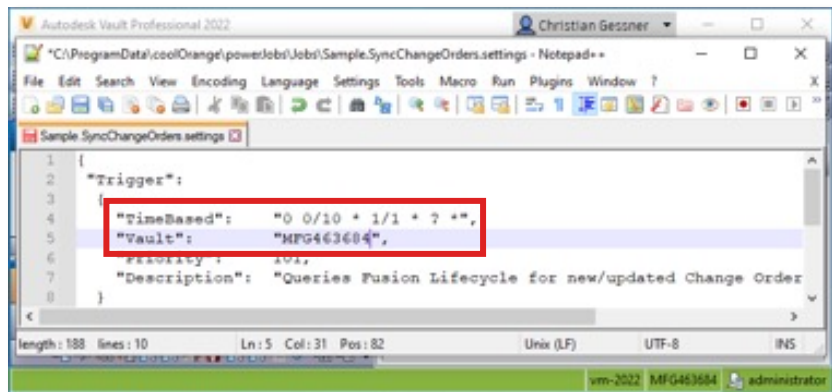 Autodesk Vault Professional 2022
Christian Gessner
*C:\ProgramData\coolOrange\powerJobs\Jobs\Sample.SyncChangeOrders.settings - Notepad++
File Edit Search View Encoding Language Settings Tools Macro Run Plugins Window ? X
Sample.SyncChangeOrders.settings
1 {
2 "Trigger":
3 {
4 "TimeBased": "0 0/10 * 1/1 * ? *",
5 "Vault": "MFG463684",
6 "Priority": 101,
7 "Description": "Queries Fusion Lifecycle for new/updated Change Order
8 }
length : 188 lines : 10 Ln : 5 Col : 31 Pos : 82 Unix (LF) UTF-8 INS
vm-2022 MFG463684 administrator